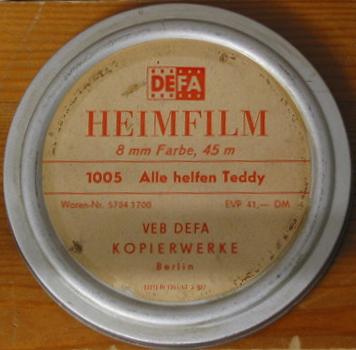 DEFA
HEIMFILM
8 mm Farbe, 45 m
1005 Alle helfen Teddy
Waren-Nr. 5784 1700 EVP 41,— DM
VEB DEFA
KOPIERWERKE
Berlin